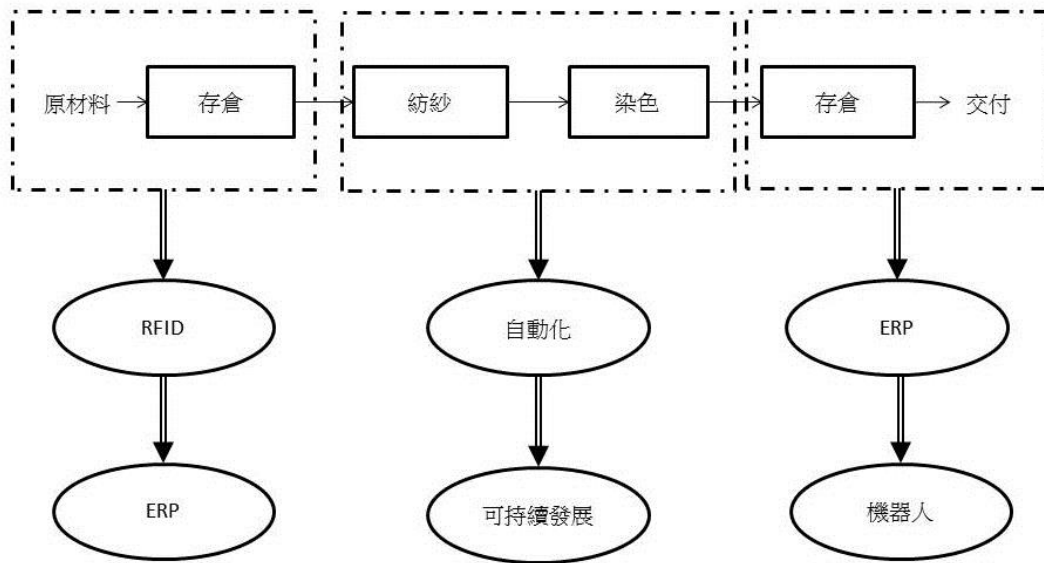 原材料
存倉
紡紗
染色
存倉
交付
RFID
自動化
ERP
ERP
可持續發展
機器人